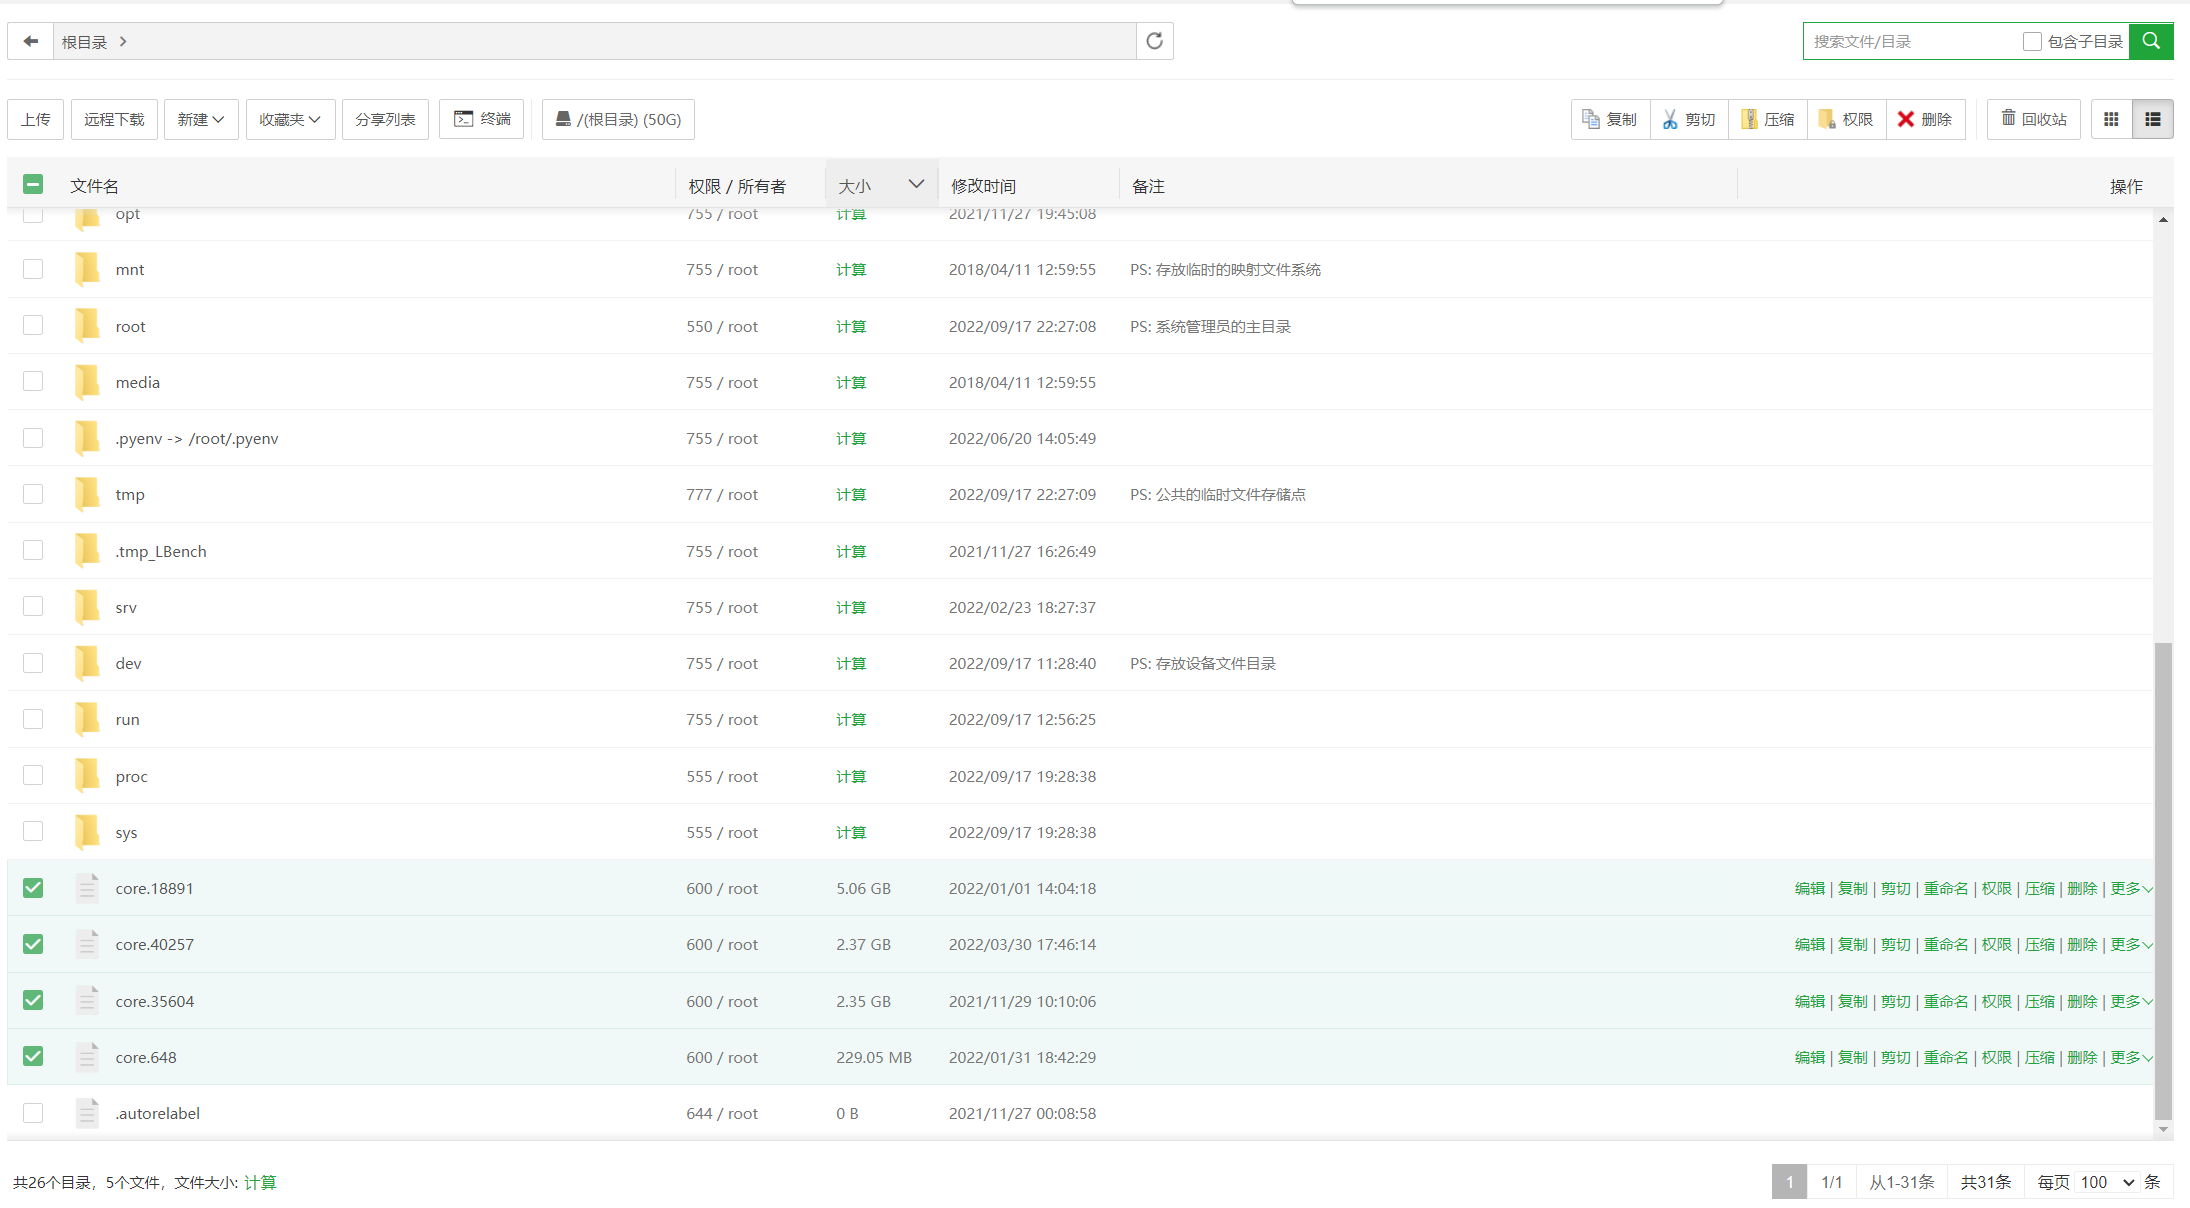 根目录
搜索文件/目录 包含子目录
上传 远程下载 新建 收藏夹 分享列表 终端 /(根目录) (50G) 复制 剪切 压缩 权限 删除 回收站
文件名 权限 / 所有者 大小 修改时间 备注 操作
opt 755 / root 计算 2021/11/27 19:45:08
mnt 755 / root 计算 2018/04/11 12:59:55 PS: 存放临时的映射文件系统
root 550 / root 计算 2022/09/17 22:27:08 PS: 系统管理员的主目录
media 755 / root 计算 2018/04/11 12:59:55
.pyenv -> /root/.pyenv 755 / root 计算 2022/06/20 14:05:49
tmp 777 / root 计算 2022/09/17 22:27:09 PS: 公共的临时文件存储点
.tmp_LBench 755 / root 计算 2021/11/27 16:26:49
srv 755 / root 计算 2022/02/23 18:27:37
dev 755 / root 计算 2022/09/17 11:28:40 PS: 存放设备文件目录
run 755 / root 计算 2022/09/17 12:56:25
proc 555 / root 计算 2022/09/17 19:28:38
sys 555 / root 计算 2022/09/17 19:28:38
core.18891 600 / root 5.06 GB 2022/01/01 14:04:18 编辑 | 复制 | 剪切 | 重命名 | 权限 | 压缩 | 删除 | 更多
core.40257 600 / root 2.37 GB 2022/03/30 17:46:14 编辑 | 复制 | 剪切 | 重命名 | 权限 | 压缩 | 删除 | 更多
core.35604 600 / root 2.35 GB 2021/11/29 10:10:06 编辑 | 复制 | 剪切 | 重命名 | 权限 | 压缩 | 删除 | 更多
core.648 600 / root 229.05 MB 2022/01/31 18:42:29 编辑 | 复制 | 剪切 | 重命名 | 权限 | 压缩 | 删除 | 更多
.autorelabel 644 / root 0 B 2021/11/27 00:08:58
共26个目录，5个文件，文件大小: 计算 1 1/1 从1-31条 共31条 每页 100 条